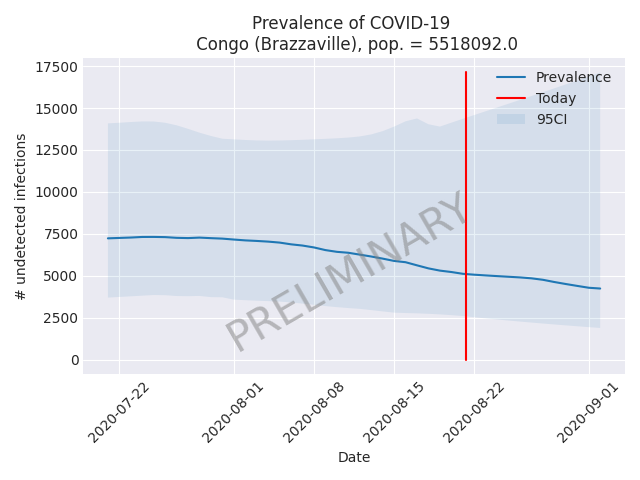 Prevalence of COVID-19
Congo (Brazzaville), pop. = 5518092.0
17500
15000
12500
10000
7500
5000
2500
0
# undetected infections
Prevalence
Today
95CI
PRELIMINARY
2020-07-22
2020-08-01
2020-08-08
2020-08-15
2020-08-22
2020-09-01
Date